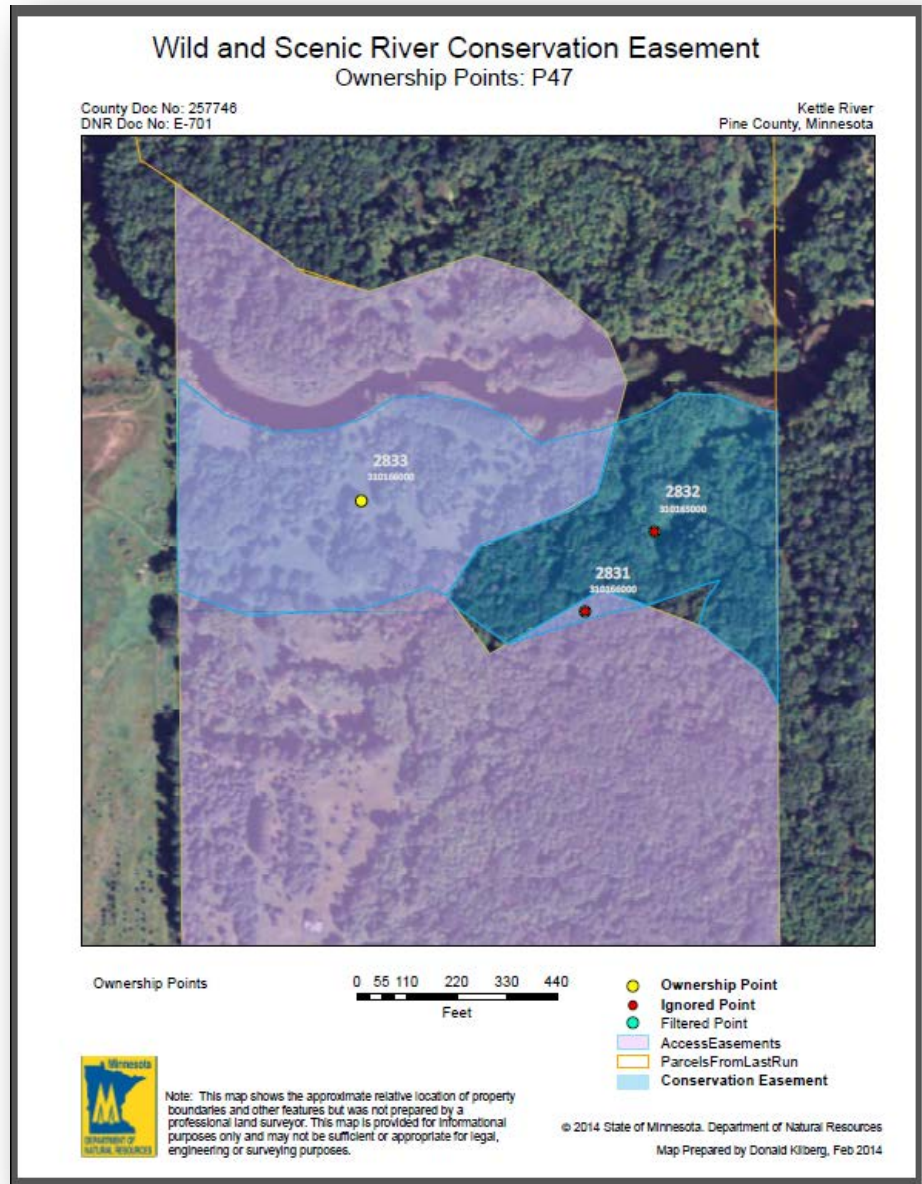 Wild and Scenic River Conservation Easement
Ownership Points: P47
County Doc No: 257746
DNR Doc No: E-701
Kettle River
Pine County, Minnesota
2833
310166000
2832
310165000
2831
310166000
Ownership Points
0 55 110 220 330 440
Feet
Ownership Point
Ignored Point
Filtered Point
AccessEasements
ParcelsFromLastRun
Conservation Easement
Minnesota
DEPARTMENT OF
NATURAL RESOURCES
Note: This map shows the approximate relative location of property
boundaries and other features but was not prepared by a
professional land surveyor. This map is provided for informational
purposes only and may not be sufficient or appropriate for legal,
engineering or surveying purposes.
© 2014 State of Minnesota. Department of Natural Resources
Map Prepared by Donald Kilberg, Feb 2014